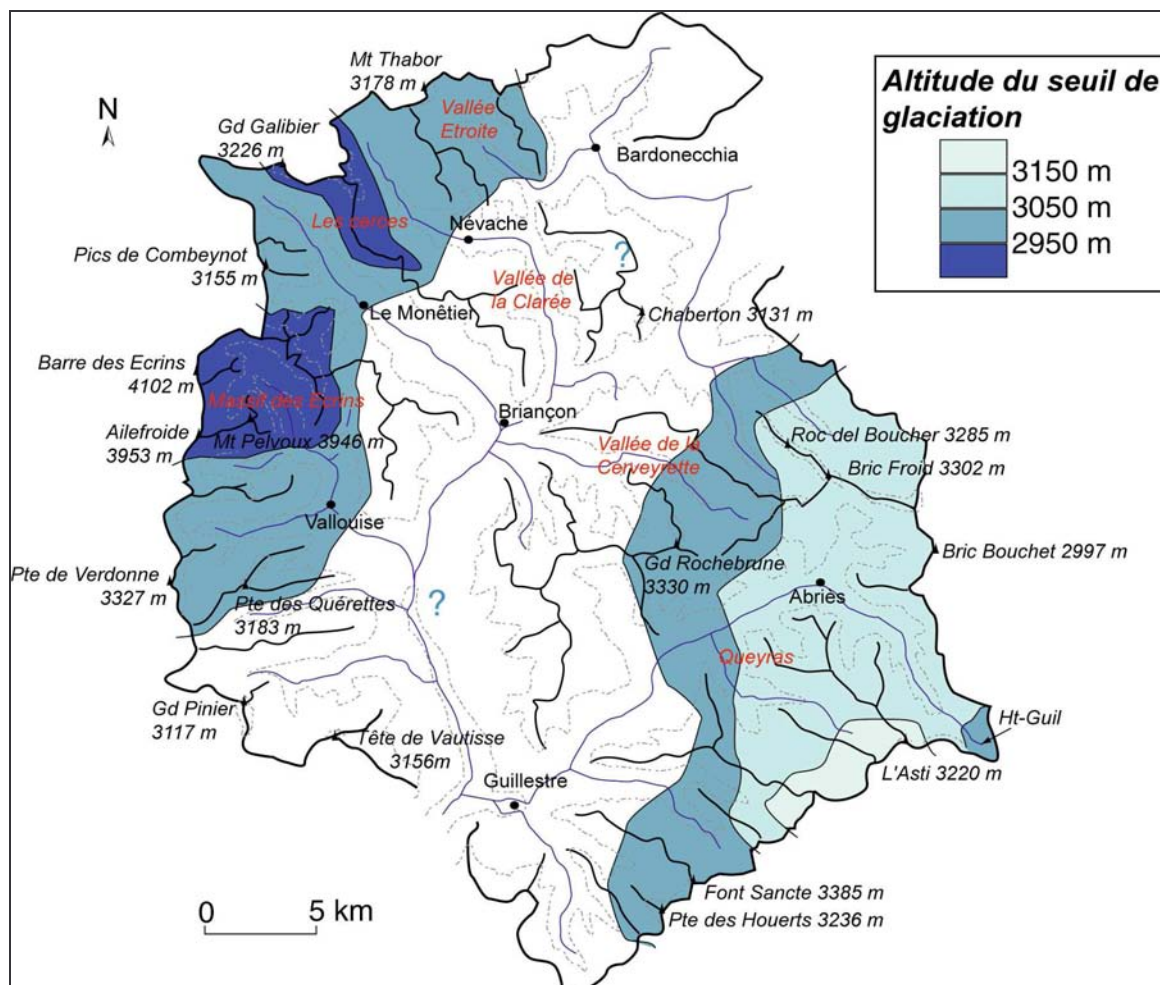 Altitude du seuil de
glaciation
3150 m
3050 m
2950 m
N
Mt Thabor
3178 m
Vallée
Etroite
Gd Galibier
3226 m
Bardonecchia
Les cerces
Névache
?
Pics de Combeynot
3155 m
Vallée de
la Clarée
Le Monêtier
Chaberton 3131 m
Barre des Ecrins
4102 m
Massif des Ecrins
Briançon
Ailefroide
3953 m
Mt Pelvoux 3946 m
Vallée de la
Cerveyrette
Roc del Boucher 3285 m
Bric Froid 3302 m
Vallouise
Bric Bouchet 2997 m
Gd Rochebrune
3330 m
Pte de Verdonne
3327 m
Pte des Quérettes
3183 m
?
Abries
Queyras
Gd Pinier
3117 m
Tête de Vautisse
3156m
Ht-Guil
L'Asti 3220 m
Guillestre
Font Sancte 3385 m
Pte des Houerts 3236 m
0
5 km